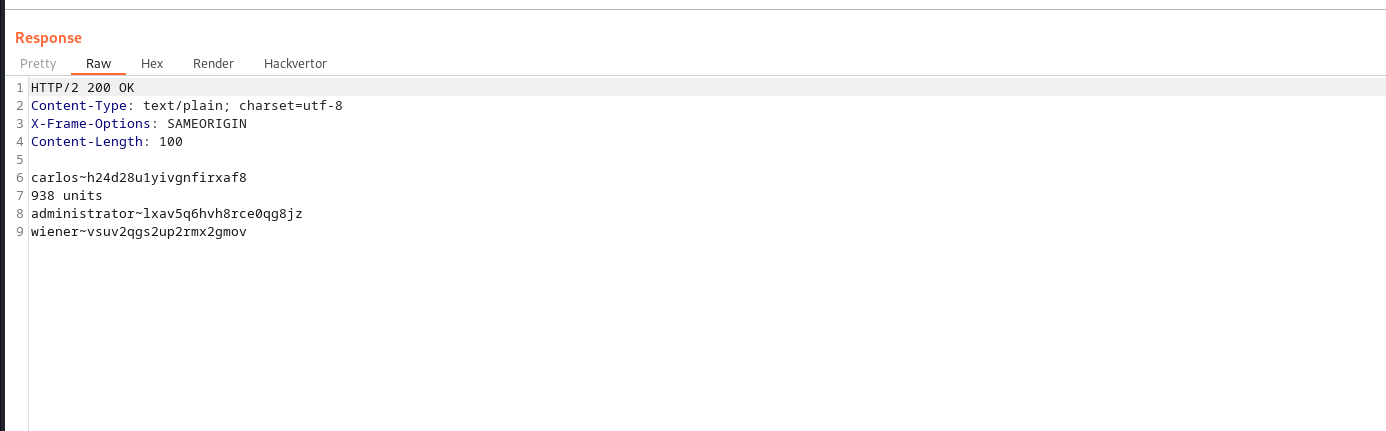 Response
Pretty Raw Hex Render Hackvertor
1 HTTP/2 200 OK
2 Content-Type: text/plain; charset=utf-8
3 X-Frame-Options: SAMEORIGIN
4 Content-Length: 100
5
6 carlos~h24d28u1yivgnfirxaf8
7 938 units
8 administrator~lxav5q6hvh8rce0qg8jz
9 wiener~vsuv2qgs2up2rmx2gmov